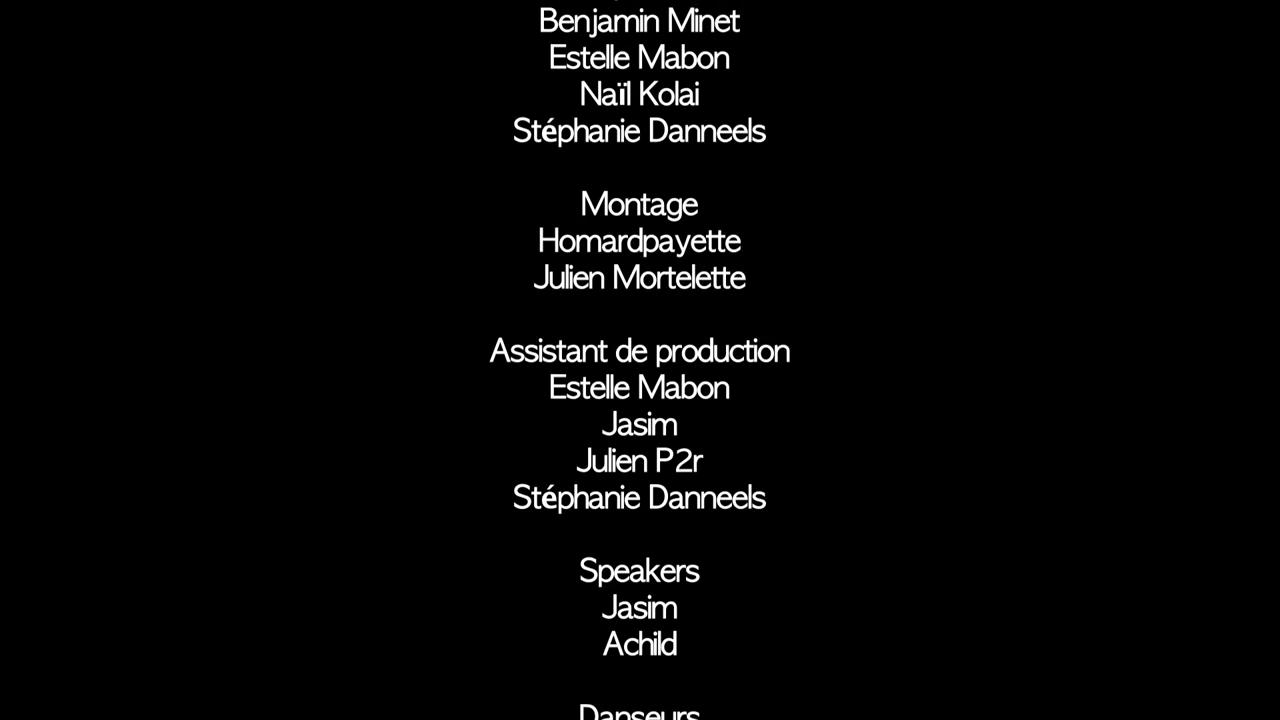 Benjamin Minet
Estelle Mabon
Naïl Kolai
Stéphanie Danneels
Montage
Homardpayette
Julien Mortelette
Assistant de production
Estelle Mabon
Jasim
Julien P2r
Stéphanie Danneels
Speakers
Jasim
Achild
Danseurs